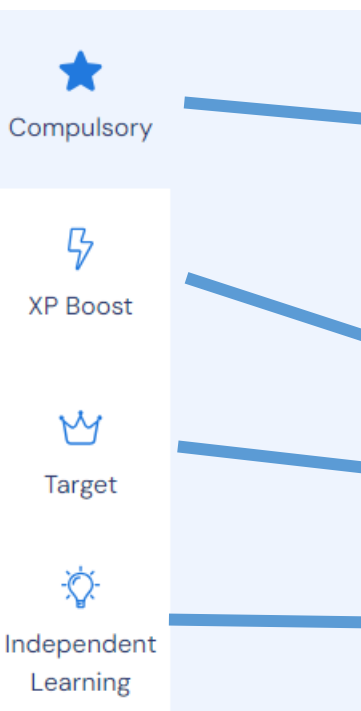 Compulsory
XP Boost
Target
Independent
Learning